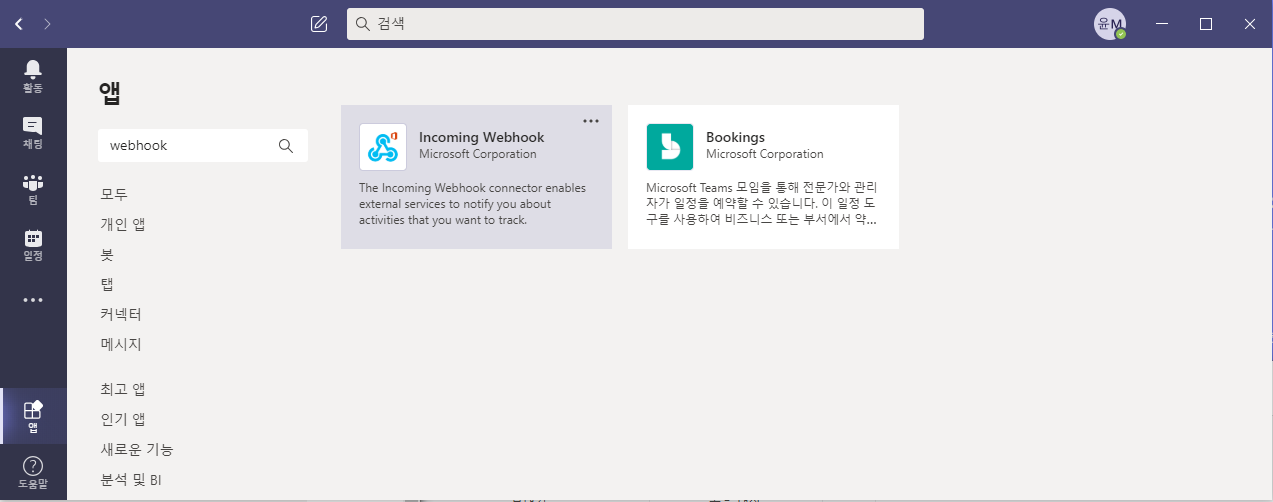 검색
윤M
활동
채팅
팀
일정
앱
도움말
앱
webhook
모두
개인 앱
봇
탭
커넥터
메시지
최고 앱
인기 앱
새로운 기능
분석 및 BI
Incoming Webhook
Microsoft Corporation
The Incoming Webhook connector enables
external services to notify you about
activities that you want to track.
Bookings
Microsoft Corporation
Microsoft Teams 모임을 통해 전문가와 관리
자가 일정을 예약할 수 있습니다. 이 일정 도
구를 사용하여 비즈니스 또는 부서에서 약...